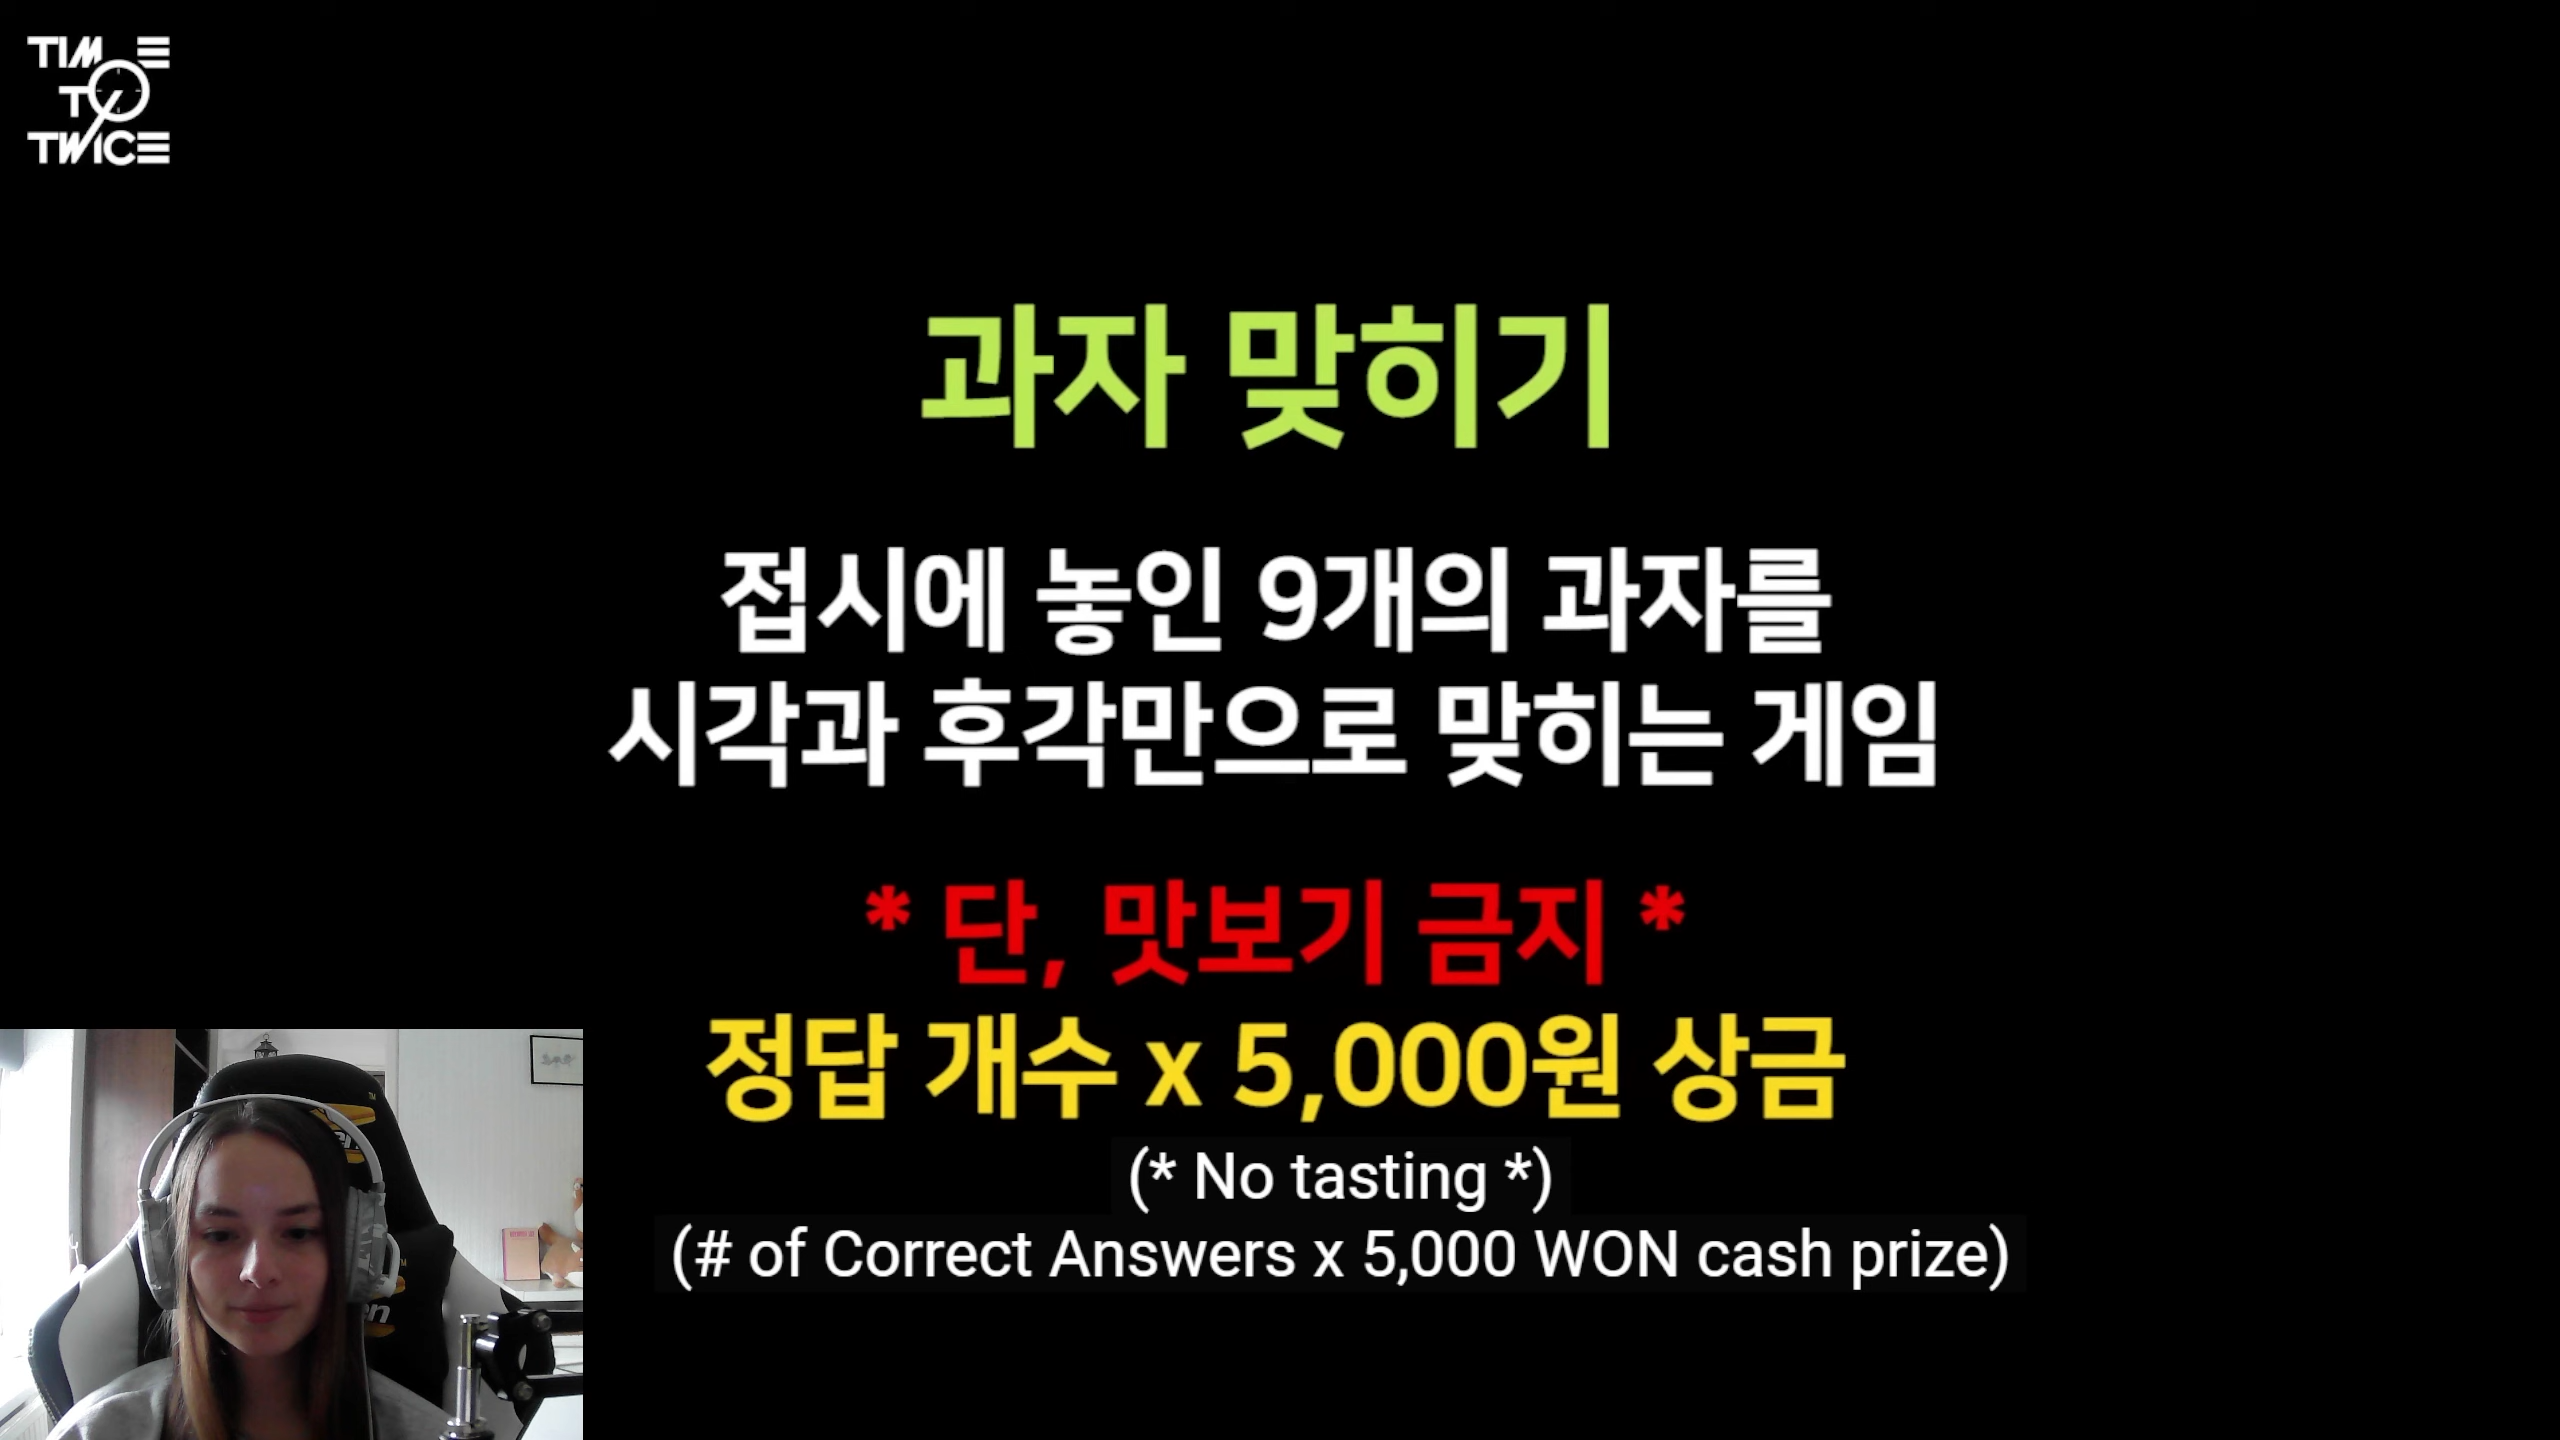 TIME
TO
TWICE
과자 맞히기
접시에 놓인 9개의 과자를
시각과 후각만으로 맞히는 게임
* 단, 맛보기 금지 *
정답 개수 x 5,000원 상금
(* No tasting *)
(# of Correct Answers x 5,000 WON cash prize)